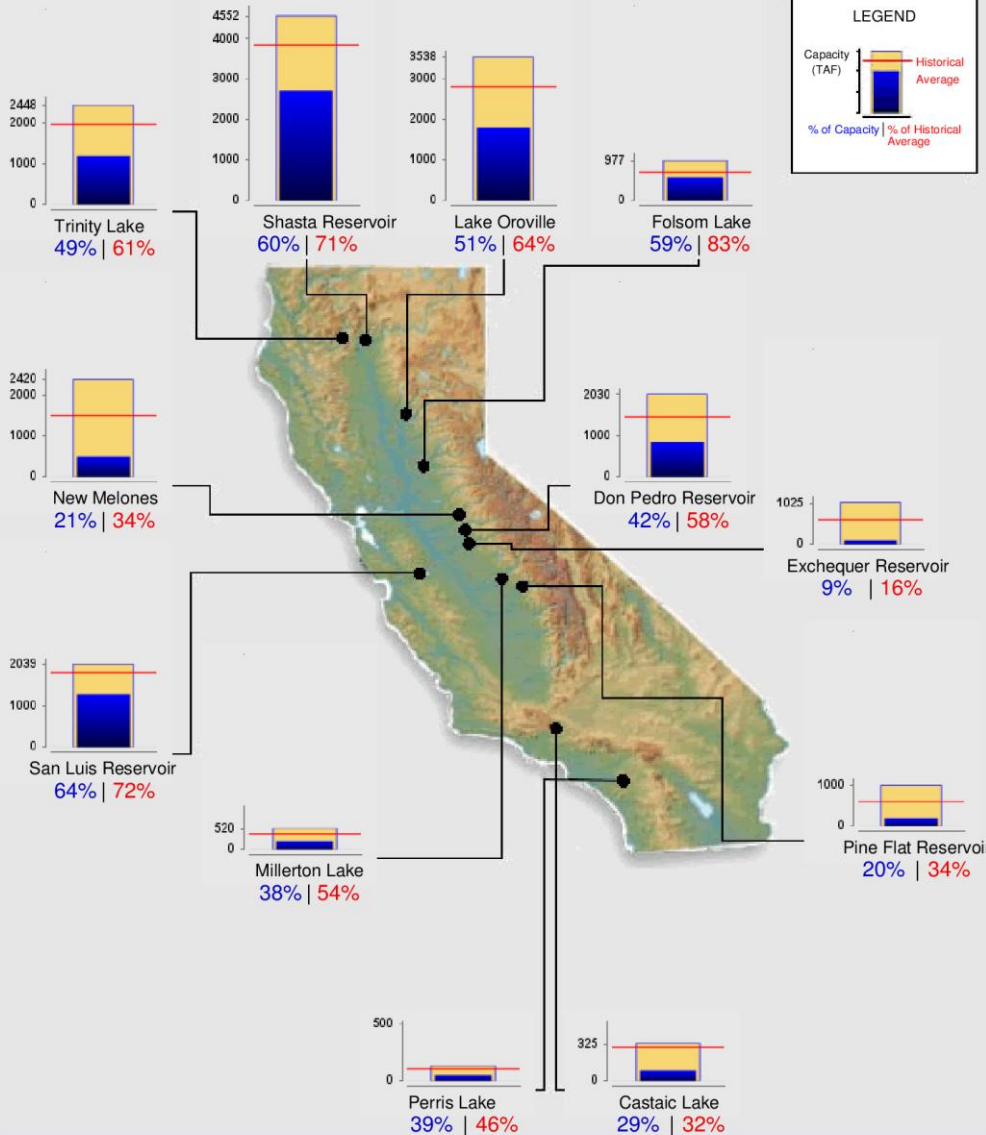 LEGEND
Capacity
(TAF)
Historical
Average
% of Capacity | % of Historical
Average
4552
4000
3000
2000
1000
0
Shasta Reservoir
60% | 71%
3538
3000
2000
1000
0
Lake Oroville
51% | 64%
2448
2000
1000
0
Trinity Lake
49% | 61%
977
0
Folsom Lake
59% | 83%
2420
2000
1000
0
New Melones
21% | 34%
2030
1000
0
Don Pedro Reservoir
42% | 58%
1025
0
Exchequer Reservoir
9% | 16%
2039
1000
0
San Luis Reservoir
64% | 72%
520
0
Millerton Lake
38% | 54%
1000
0
Pine Flat Reservoir
20% | 34%
500
0
Perris Lake
39% | 46%
325
0
Castaic Lake
29% | 32%